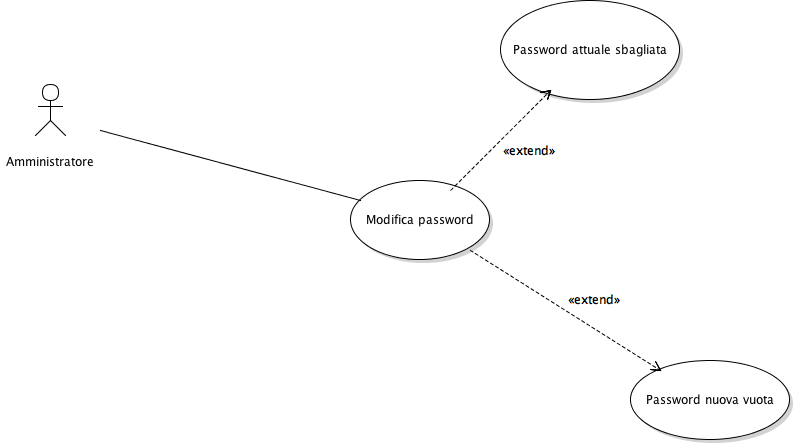 Password attuale sbagliata
Amministratore
«extend»
Modifica password
«extend»
Password nuova vuota